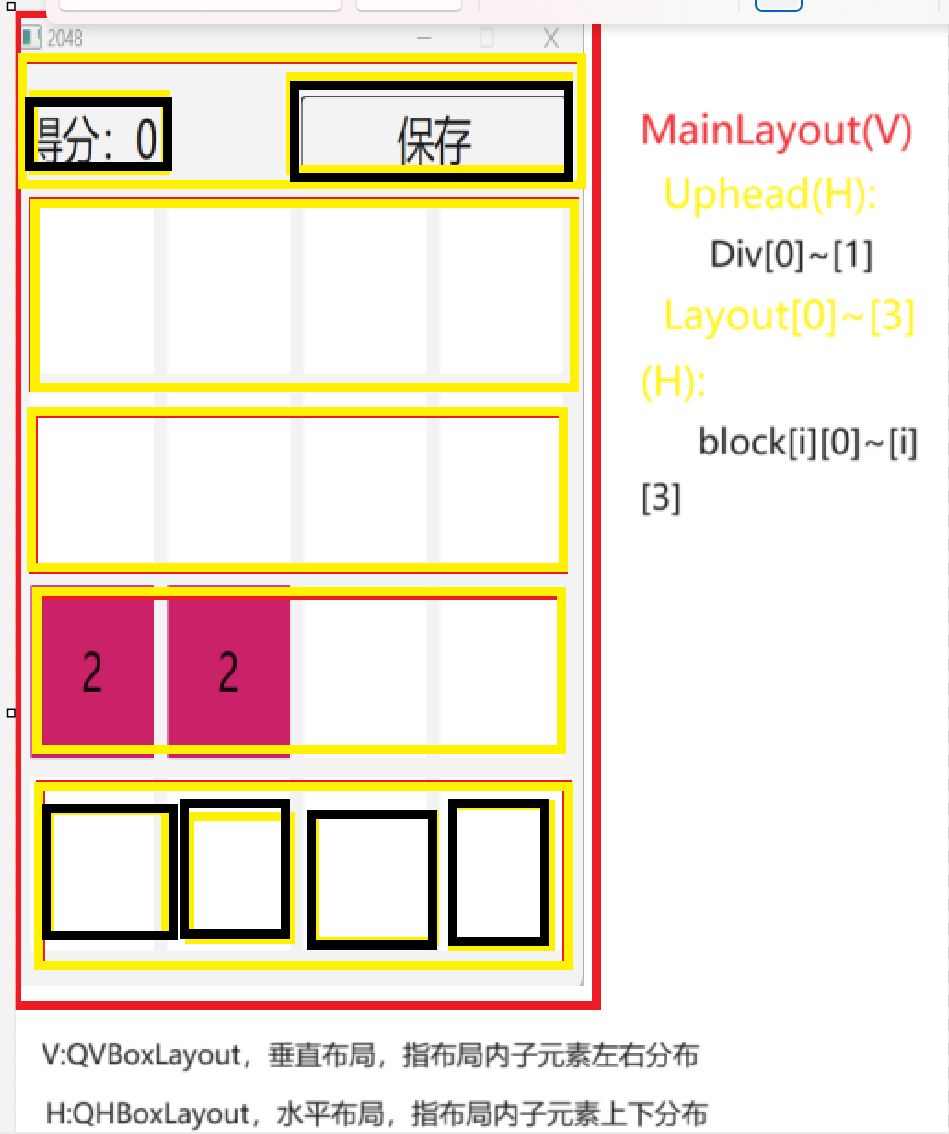 2048
得分：0
保存
2
2
MainLayout(V)
Uphead(H):
Div[0]~[1]
Layout[0]~[3]
(H):
block[i][0]~[i]
[3]
V:QVBoxLayout，垂直布局，指布局内子元素左右分布
H:QHBoxLayout，水平布局，指布局内子元素上下分布